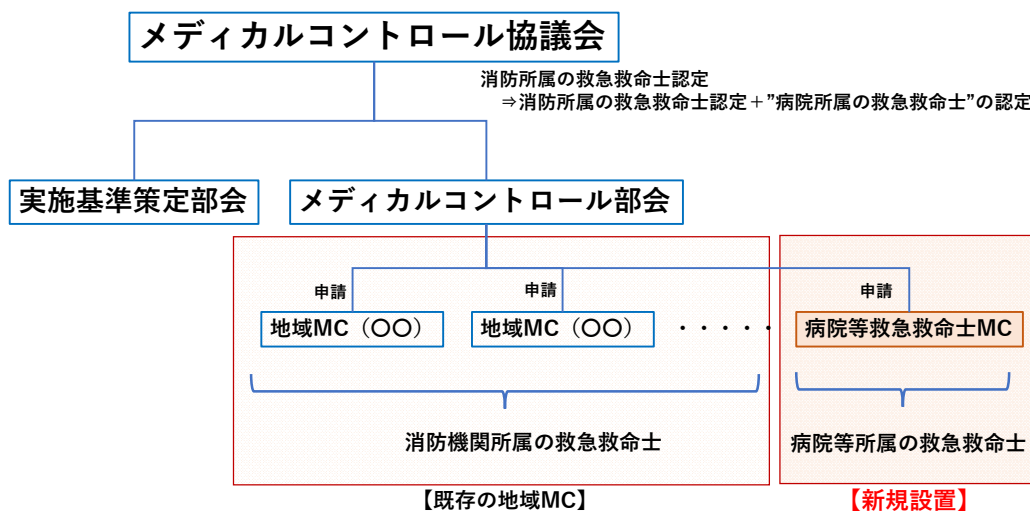 メディカルコントロール協議会
消防所属の救急救命士認定
⇒消防所属の救急救命士認定＋”病院所属の救急救命士”の認定
実施基準策定部会
メディカルコントロール部会
申請
申請
申請
地域MC（〇〇）
地域MC（〇〇）
・・・・・
病院等救急救命士MC
消防機関所属の救急救命士
病院等所属の救急救命士
【既存の地域MC】
【新規設置】